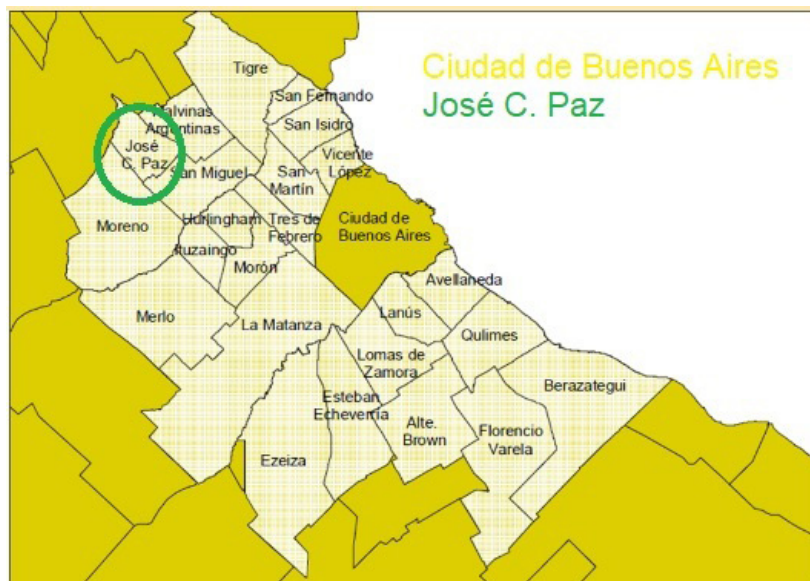 Ciudad de Buenos Aires
José C. Paz
Tigre
San Fernando
Malvinas
Argentinas
San Isidro
José
C. Paz
Vicente
López
San Miguel
San
Martín
Moreno
Hurlingham
Tres de
Febrero
Ciudad de
Buenos Aires
Ituzaingo
Morón
Avellaneda
Merlo
La Matanza
Lanús
Qulimes
Lomas de
Zamora
Berazategui
Esteban
Echeverría
Alte.
Brown
Florencio
Varela
Ezeiza